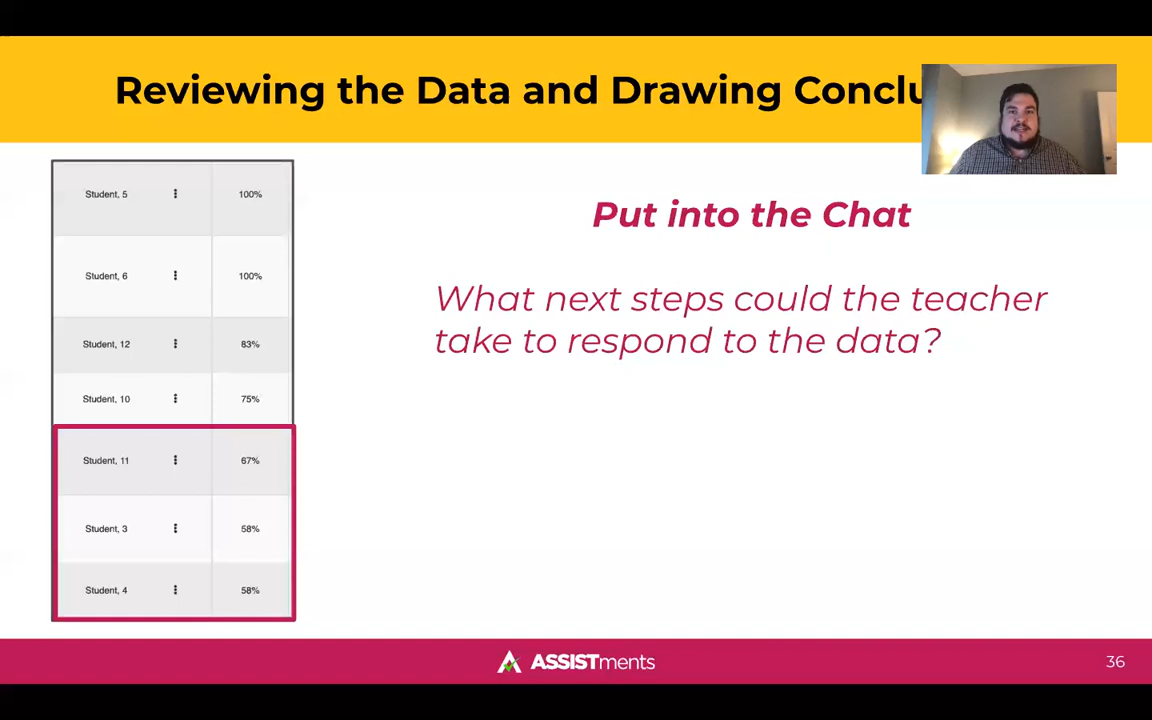 Reviewing the Data and Drawing Conclu
Student, 5 100%
Student, 6 100%
Student, 12 83%
Student, 10 75%
Student, 11 67%
Student, 3 58%
Student, 4 58%
Put into the Chat
What next steps could the teacher
take to respond to the data?
ASSISTments
36